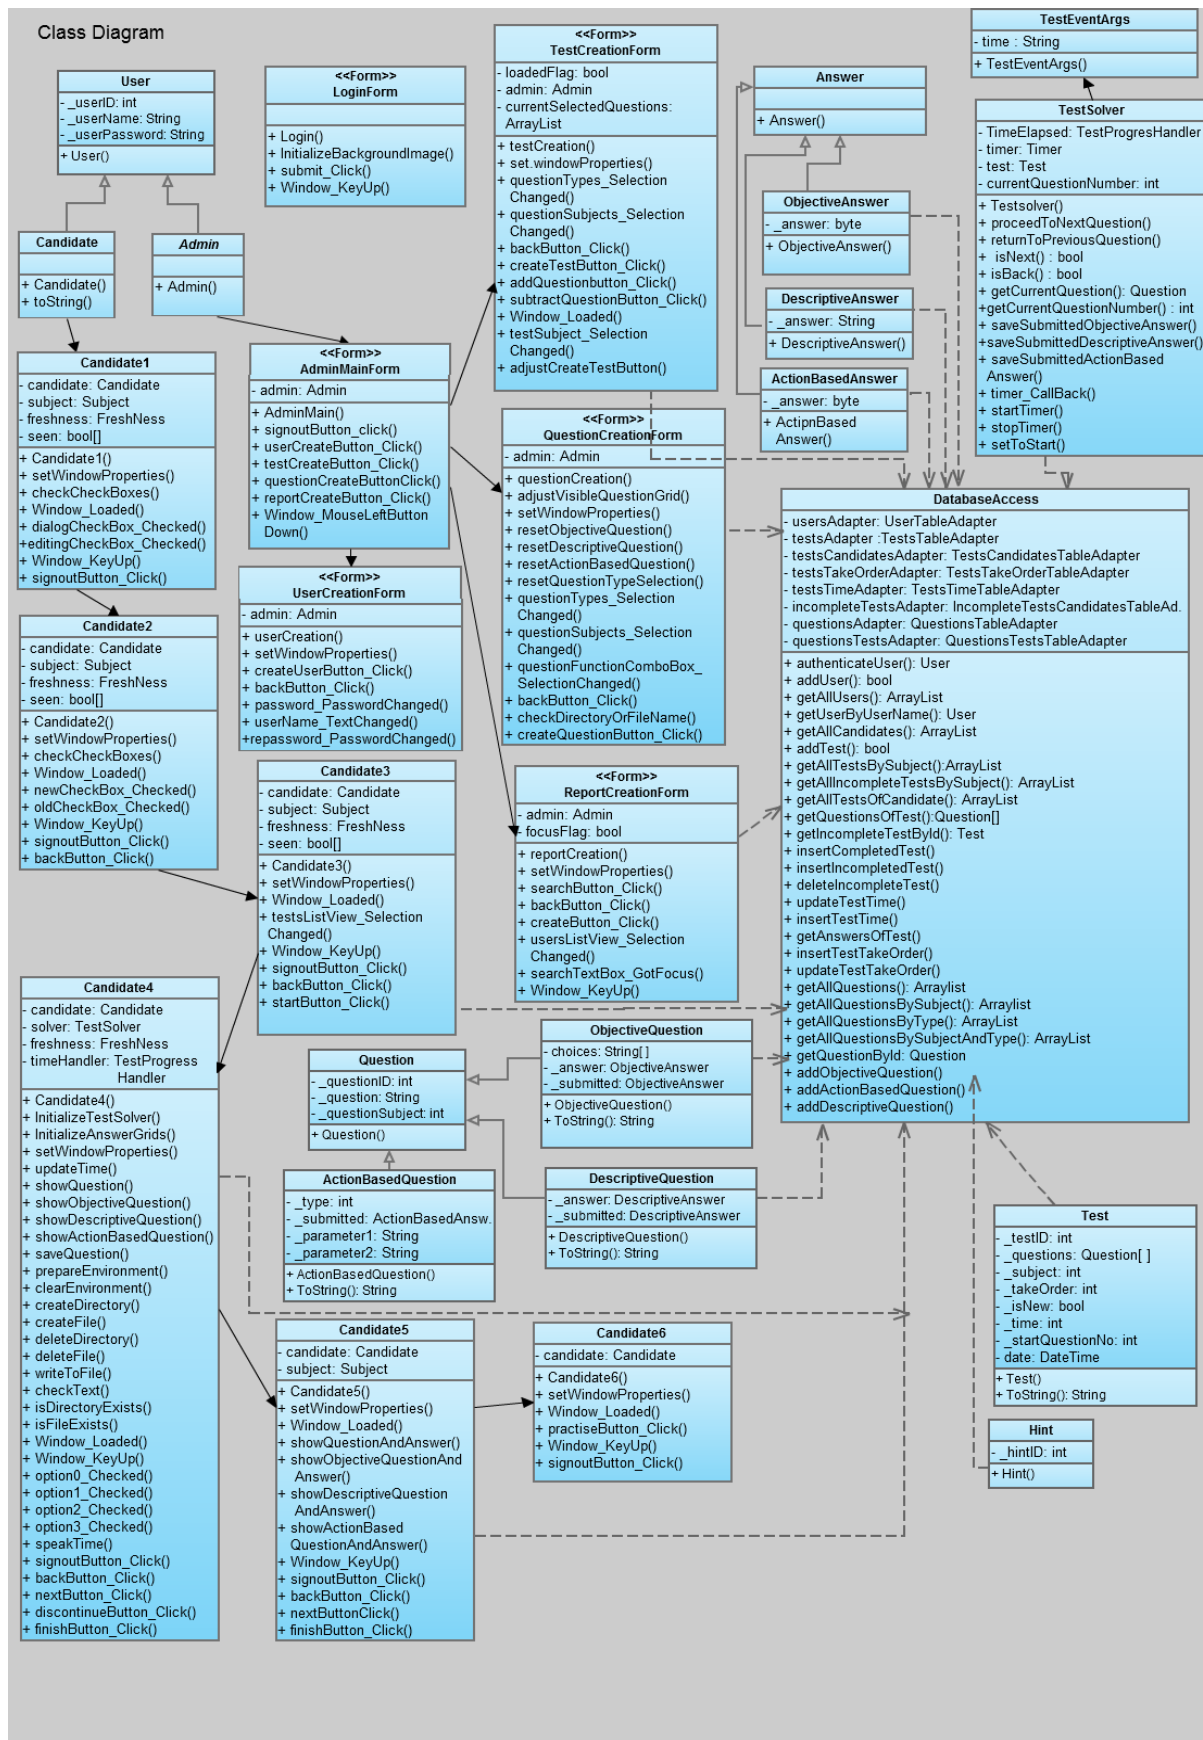 Class Diagram
User
- _userID: int
- _userName: String
- _userPassword: String
+ User()
<<Form>>
LoginForm
+ Login()
+ InitializeBackgroundImage()
+ submit_Click()
+ Window_KeyUp()
<<Form>>
TestCreationForm
- loadedFlag: bool
- admin: Admin
- currentSelectedQuestions:
ArrayList
+ testCreation()
+ set.windowProperties()
+ questionTypes_Selection
Changed()
+ questionSubjects_Selection
Changed()
+ backButton_Click()
+ createTestButton_Click()
+ addQuestionbutton_Click()
+ subtractQuestionButton_Click()
+ Window_Loaded()
+ testSubject_Selection
Changed()
+ adjustCreateTestButton()
Answer
+ Answer()
TestEventArgs
- time : String
+ TestEventArgs()
TestSolver
- TimeElapsed: TestProgresHandler
- timer: Timer
- test: Test
- currentQuestionNumber: int
+ Testsolver()
+ proceedToNextQuestion()
+ returnToPreviousQuestion()
+ isNext() : bool
+ isBack() : bool
+ getCurrentQuestion(): Question
+getCurrentQuestionNumber() : int
+ saveSubmittedObjectiveAnswer()
+saveSubmittedDescriptiveAnswer()
+ saveSubmittedActionBased
Answer()
+ timer_CallBack()
+ startTimer()
+ stopTimer()
+ setToStart()
ObjectiveAnswer
- _answer: byte
+ ObjectiveAnswer()
DescriptiveAnswer
- _answer: String
+ DescriptiveAnswer()
ActionBasedAnswer
- _answer: byte
+ ActipnBased
Answer()
Candidate
+ Candidate()
+ toString()
Admin
+ Admin()
Candidate1
- candidate: Candidate
- subject: Subject
- freshness: FreshNess
- seen: bool[]
+ Candidate1()
+ setWindowProperties()
+ checkCheckBoxes()
+ Window_Loaded()
+ dialogCheckBox_Checked()
+editingCheckBox_Checked()
+ Window_KeyUp()
+ signoutButton_Click()
<<Form>>
AdminMainForm
- admin: Admin
+ AdminMain()
+ signoutButton_click()
+ userCreateButton_Click()
+ testCreateButton_Click()
+ questionCreateButtonClick()
+ reportCreateButton_Click()
+ Window_MouseLeftButton
Down()
<<Form>>
QuestionCreationForm
- admin: Admin
+ questionCreation()
+ adjustVisibleQuestionGrid()
+ setWindowProperties()
+ resetObjectiveQuestion()
+ resetDescriptiveQuestion()
+ resetActionBasedQuestion()
+ resetQuestionTypeSelection()
+ questionTypes_Selection
Changed()
+ questionSubjects_Selection
Changed()
+ questionFunctionComboBox_
SelectionChanged()
+ backButton_Click()
+ checkDirectoryOrFileName()
+ createQuestionButton_Click()
DatabaseAccess
- usersAdapter: UserTableAdapter
- testsAdapter :TestsTableAdapter
- testsCandidatesAdapter: TestsCandidatesTableAdapter
- testsTakeOrderAdapter: TestsTakeOrderTableAdapter
- testsTimeAdapter: TestsTimeTableAdapter
- incompleteTestsAdapter: IncompleteTestsCandidatesTableAd.
- questionsAdapter: QuestionsTableAdapter
- questionsTestsAdapter: QuestionsTestsTableAdapter
+ authenticateUser(): User
+ addUser(): bool
+ getAllUsers(): ArrayList
+ getUserByUserName(): User
+ getAllCandidates(): ArrayList
+ addTest(): bool
+ getAllTestsBySubject():ArrayList
+ getAllIncompleteTestsBySubject(): ArrayList
+ getAllTestsOfCandidate(): ArrayList
+ getQuestionsOfTest():Question[]
+ getIncompleteTestById(): Test
+ insertCompletedTest()
+ insertIncompletedTest()
+ deleteIncompleteTest()
+ updateTestTime()
+ insertTestTime()
+ getAnswersOfTest()
+ insertTestTakeOrder()
+ updateTestTakeOrder()
+ getAllQuestions(): Arraylist
+ getAllQuestionsBySubject(): Arraylist
+ getAllQuestionsByType(): ArrayList
+ getAllQuestionsBySubjectAndType(): ArrayList
+ getQuestionById: Question
+ addObjectiveQuestion()
+ addActionBasedQuestion()
+ addDescriptiveQuestion()
<<Form>>
UserCreationForm
- admin: Admin
+ userCreation()
+ setWindowProperties()
+ createUserButton_Click()
+ backButton_Click()
+ password_PasswordChanged()
+ userName_TextChanged()
+repassword_PasswordChanged()
Candidate2
- candidate: Candidate
- subject: Subject
- freshness: FreshNess
- seen: bool[]
+ Candidate2()
+ setWindowProperties()
+ checkCheckBoxes()
+ Window_Loaded()
+ newCheckBox_Checked()
+ oldCheckBox_Checked()
+ Window_KeyUp()
+ signoutButton_Click()
+ backButton_Click()
Candidate3
- candidate: Candidate
- subject: Subject
- freshness: FreshNess
- seen: bool[]
+ Candidate3()
+ setWindowProperties()
+ Window_Loaded()
+ testsListView_Selection
Changed()
+ Window_KeyUp()
+ signoutButton_Click()
+ backButton_Click()
+ startButton_Click()
<<Form>>
ReportCreationForm
- admin: Admin
- focusFlag: bool
+ reportCreation()
+ setWindowProperties()
+ searchButton_Click()
+ backButton_Click()
+ createButton_Click()
+ usersListView_Selection
Changed()
+ searchTextBox_GotFocus()
+ Window_KeyUp()
Candidate4
- candidate: Candidate
- solver: TestSolver
- freshness: FreshNess
- timeHandler: TestProgress
Handler
+ Candidate4()
+ InitializeTestSolver()
+ InitializeAnswerGrids()
+ setWindowProperties()
+ updateTime()
+ showQuestion()
+ showObjectiveQuestion()
+ showDescriptiveQuestion()
+ showActionBasedQuestion()
+ saveQuestion()
+ prepareEnvironment()
+ clearEnvironment()
+ createDirectory()
+ createFile()
+ deleteDirectory()
+ deleteFile()
+ writeToFile()
+ checkText()
+ isDirectoryExists()
+ isFileExists()
+ Window_Loaded()
+ Window_KeyUp()
+ option0_Checked()
+ option1_Checked()
+ option2_Checked()
+ option3_Checked()
+ speakTime()
+ signoutButton_Click()
+ backButton_Click()
+ nextButton_Click()
+ discontinueButton_Click()
+ finishButton_Click()
Question
- _questionID: int
- _question: String
- _questionSubject: int
+ Question()
ObjectiveQuestion
- choices: String[ ]
- _answer: ObjectiveAnswer
- _submitted: ObjectiveAnswer
+ ObjectiveQuestion()
+ ToString(): String
ActionBasedQuestion
- _type: int
- _submitted: ActionBasedAnsw.
- _parameter1: String
- _parameter2: String
+ ActionBasedQuestion()
+ ToString(): String
DescriptiveQuestion
- _answer: DescriptiveAnswer
- _submitted: DescriptiveAnswer
+ DescriptiveQuestion()
+ ToString(): String
Test
- _testID: int
- _questions: Question[ ]
- _subject: int
- _takeOrder: int
- _isNew: bool
- _time: int
- _startQuestionNo: int
- date: DateTime
+ Test()
+ ToString(): String
Candidate5
- candidate: Candidate
- subject: Subject
+ Candidate5()
+ setWindowProperties()
+ Window_Loaded()
+ showQuestionAndAnswer()
+ showObjectiveQuestionAnd
Answer()
+ showDescriptiveQuestion
AndAnswer()
+ showActionBased
QuestionAndAnswer()
+ Window_KeyUp()
+ signoutButton_Click()
+ backButton_Click()
+ nextButtonClick()
+ finishButton_Click()
Candidate6
- candidate: Candidate
+ Candidate6()
+ setWindowProperties()
+ Window_Loaded()
+ practiseButton_Click()
+ Window_KeyUp()
+ signoutButton_Click()
Hint
- _hintID: int
+ Hint()